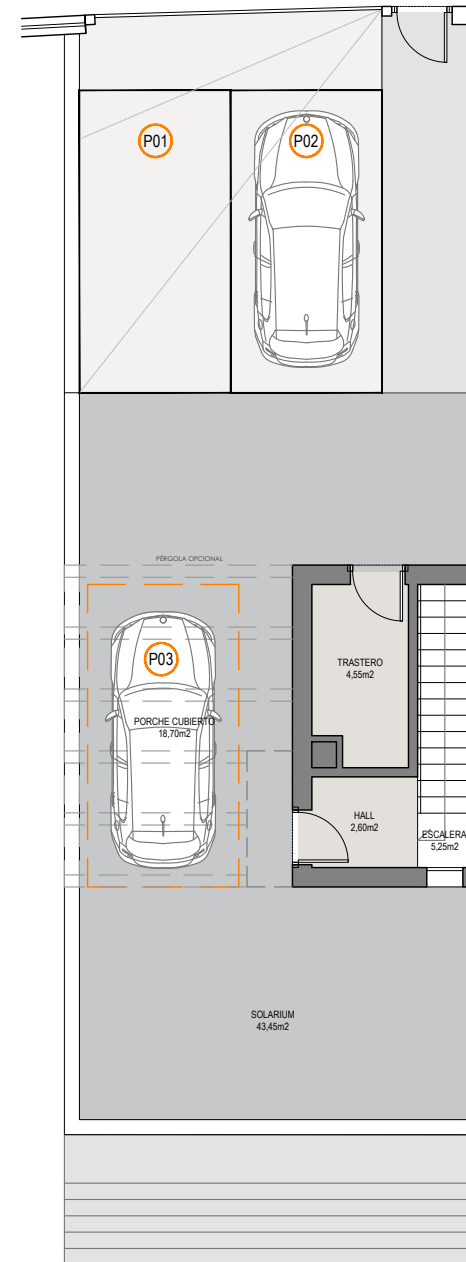 P01
P02
PÉRGOLA OPCIONAL
P03
TRASTERO
4,55m2
PORCHE CUBIERTO
18,70m2
HALL
2,60m2
ESCALERA
5,25m2
SOLARIUM
43,45m2